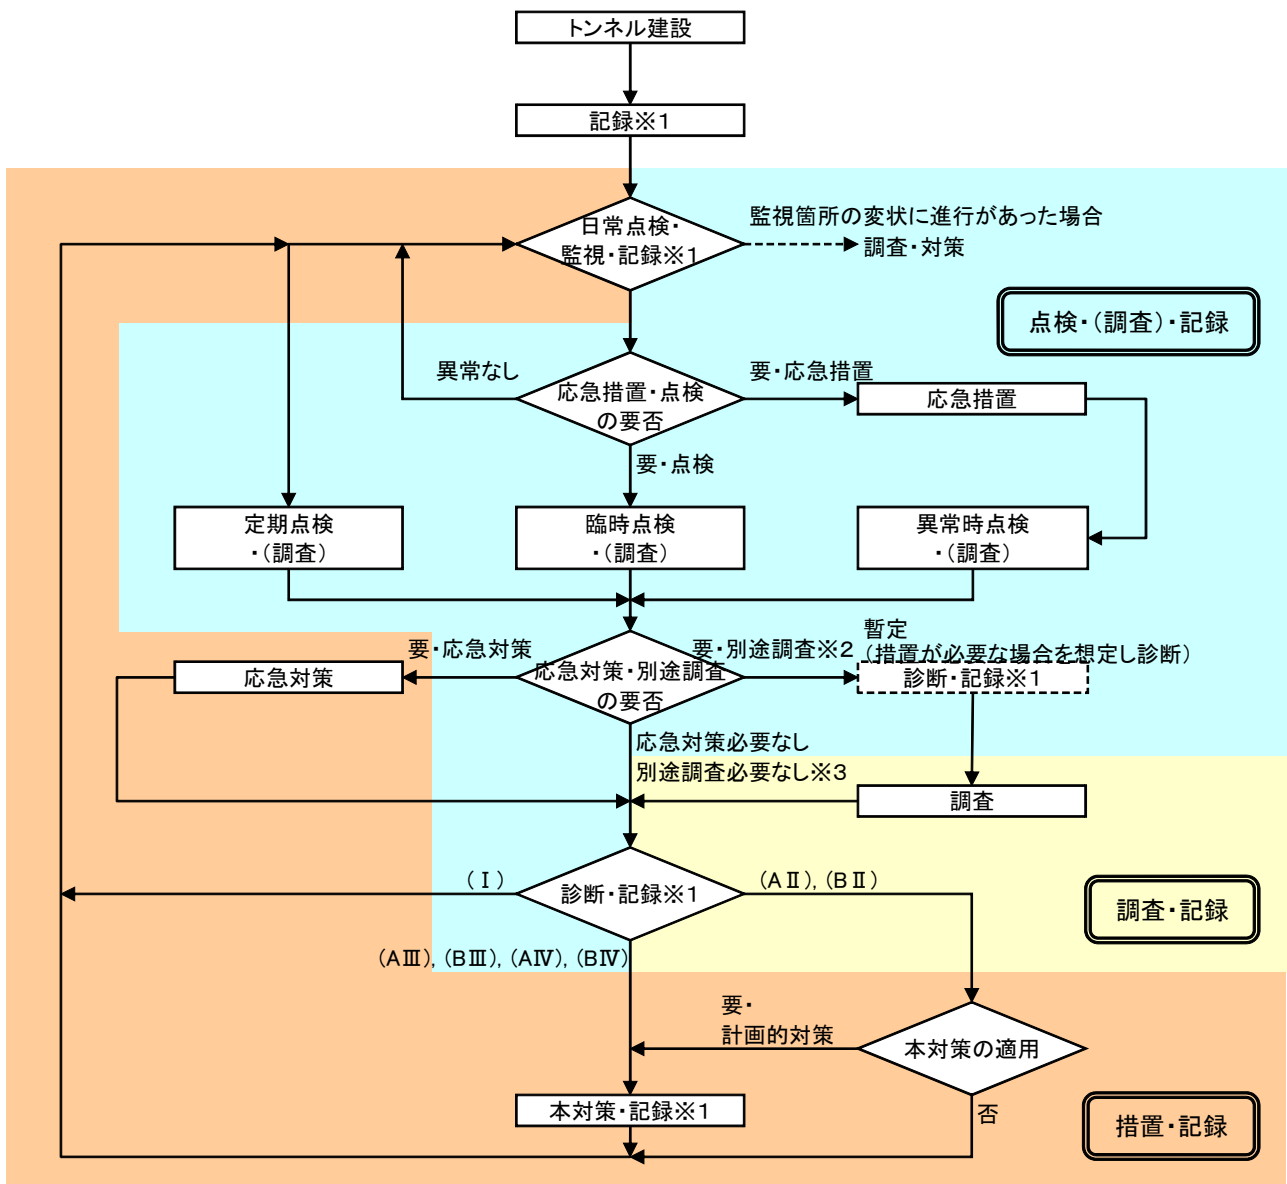 トンネル建設
記録※1
日常点検・
監視・記録※1
監視箇所の変状に進行があった場合
調査・対策
点検・(調査)・記録
異常なし
応急措置・点検
の要否
要・応急措置
応急措置
要・点検
定期点検
・(調査)
臨時点検
・(調査)
異常時点検
・(調査)
要・応急対策
応急対策
応急対策・別途調査
の要否
要・別途調査※2
暫定
(措置が必要な場合を想定し診断)
診断・記録※1
応急対策必要なし
別途調査必要なし※3
調査
(Ⅰ)
診断・記録※1
(AⅡ),(BⅡ)
調査・記録
(AⅢ),(BⅢ),(AⅣ),(BⅣ)
要・
計画的対策
本対策の適用
本対策・記録※1
否
措置・記録